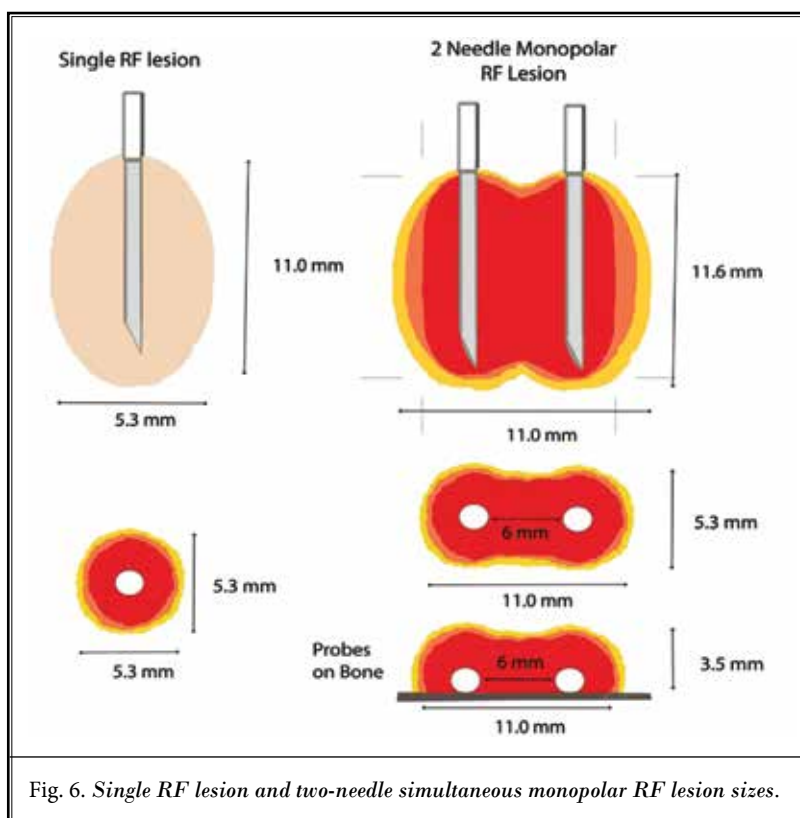 Single RF lesion
2 Needle Monopolar
RF Lesion
11.0 mm
5.3 mm
11.6 mm
11.0 mm
5.3 mm
5.3 mm
6 mm
5.3 mm
11.0 mm
Probes
on Bone
6 mm
3.5 mm
11.0 mm
Fig. 6. Single RF lesion and two-needle simultaneous monopolar RF lesion sizes.